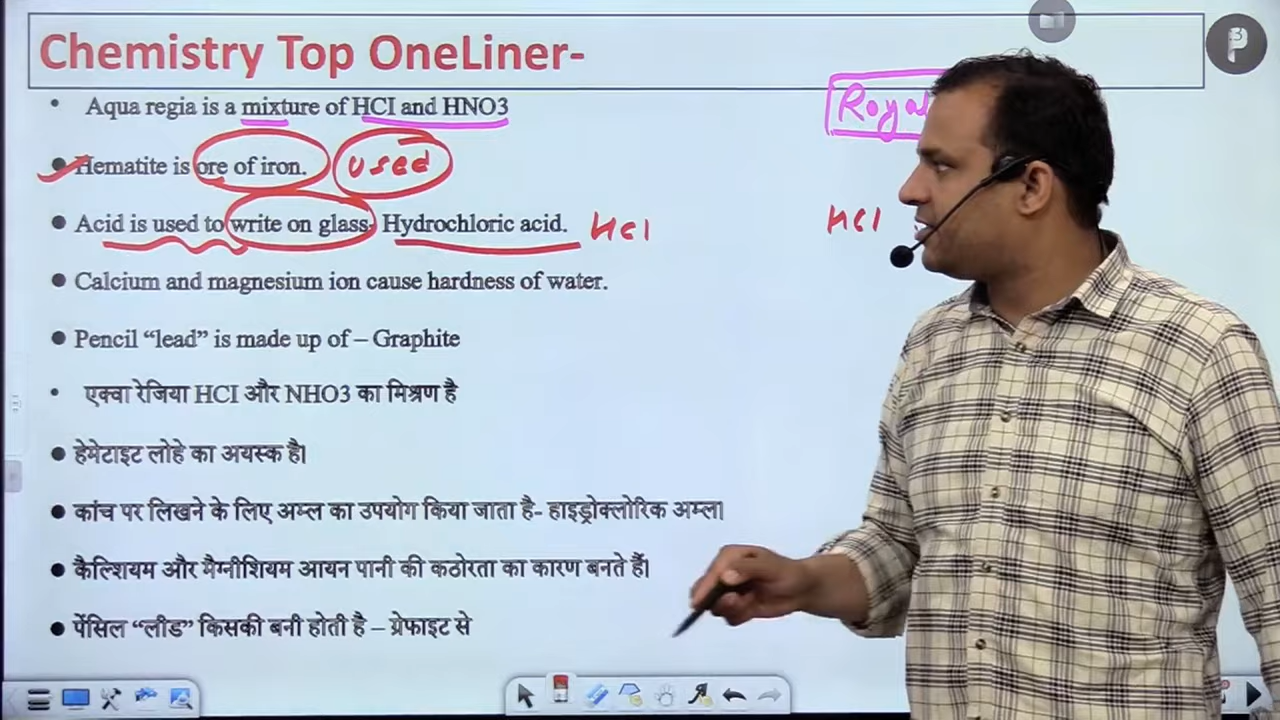 Chemistry Top OneLiner-
Aqua regia is a mixture of HCI and HNO3
Royal
Hematite is ore of iron. used
Acid is used to write on glass- Hydrochloric acid. HCl HCl
Calcium and magnesium ion cause hardness of water.
Pencil “lead” is made up of – Graphite
एक्वा रेजिया HCI और NHO3 का मिश्रण है
हेमेटाइट लोहे का अयस्क है।
कांच पर लिखने के लिए अम्ल का उपयोग किया जाता है- हाइड्रोक्लोरिक अम्ल।
कैल्शियम और मैग्नीशियम आयन पानी की कठोरता का कारण बनते हैं।
पेंसिल “लीड” किसकी बनी होती है – ग्रेफाइट से